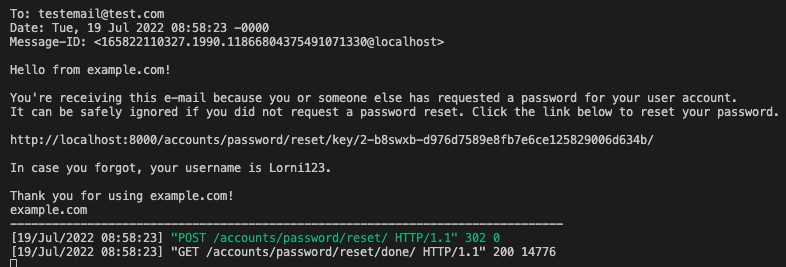 To: testemail@test.com
Date: Tue, 19 Jul 2022 08:58:23 -0000
Message-ID: <165822110327.1990.11866804375491071330@localhost>
Hello from example.com!
You're receiving this e-mail because you or someone else has requested a password for your user account.
It can be safely ignored if you did not request a password reset. Click the link below to reset your password.
http://localhost:8000/accounts/password/reset/key/2-b8swxb-d976d7589e8fb7e6ce125829006d634b/
In case you forgot, your username is Lorni123.
Thank you for using example.com!
example.com
-------------------------------------------------------------------------------
[19/Jul/2022 08:58:23] "POST /accounts/password/reset/ HTTP/1.1" 302 0
[19/Jul/2022 08:58:23] "GET /accounts/password/reset/done/ HTTP/1.1" 200 14776